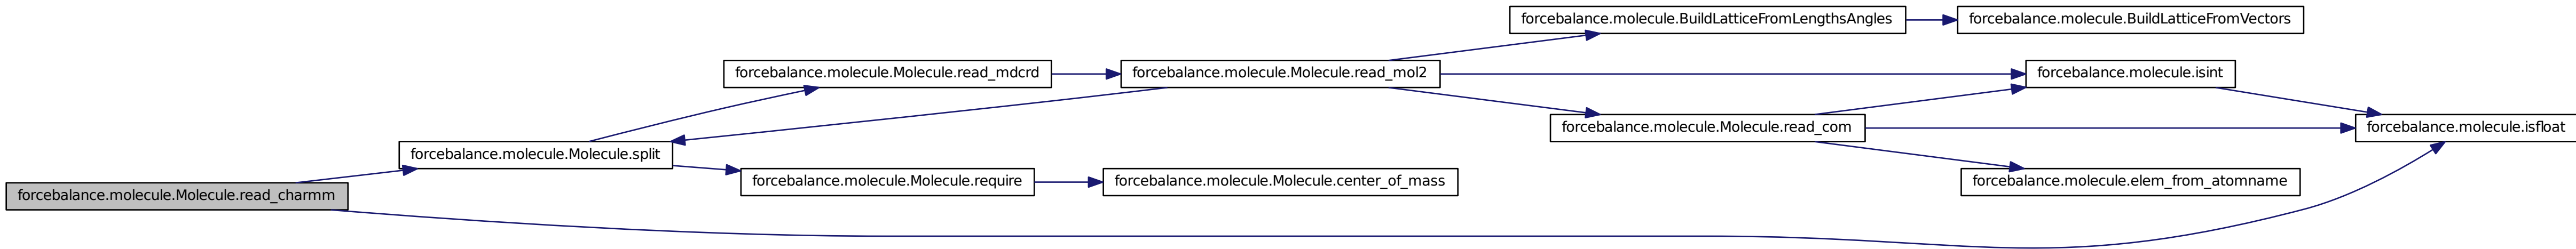 forcebalance.molecule.Molecule.read_charmm
forcebalance.molecule.Molecule.split
forcebalance.molecule.Molecule.read_mdcrd
forcebalance.molecule.Molecule.require
forcebalance.molecule.Molecule.read_mol2
forcebalance.molecule.Molecule.center_of_mass
forcebalance.molecule.BuildLatticeFromLengthsAngles
forcebalance.molecule.Molecule.read_com
forcebalance.molecule.BuildLatticeFromVectors
forcebalance.molecule.isint
forcebalance.molecule.elem_from_atomname
forcebalance.molecule.isfloat